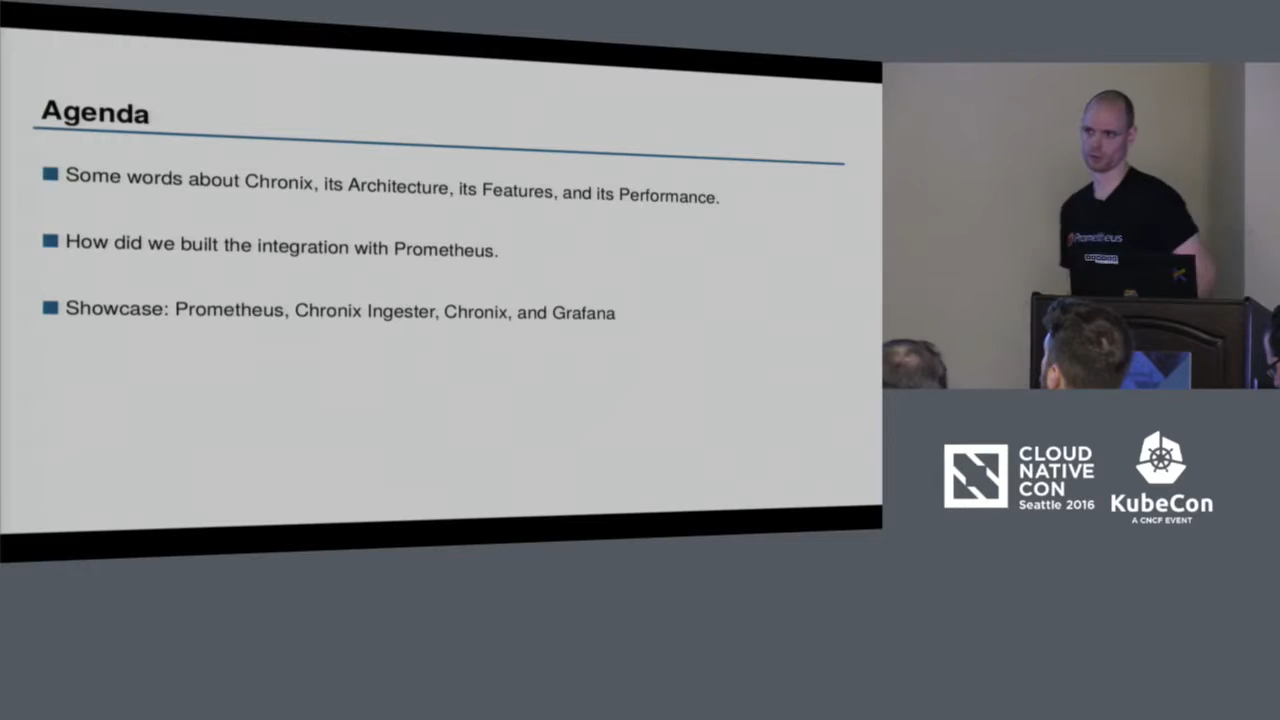 Agenda
Some words about Chronix, its Architecture, its Features, and its Performance.
How did we built the integration with Prometheus.
Showcase: Prometheus, Chronix Ingester, Chronix, and Grafana
Prometheus
CLOUD
NATIVE
CON
Seattle 2016
KubeCon
A CNCF EVENT